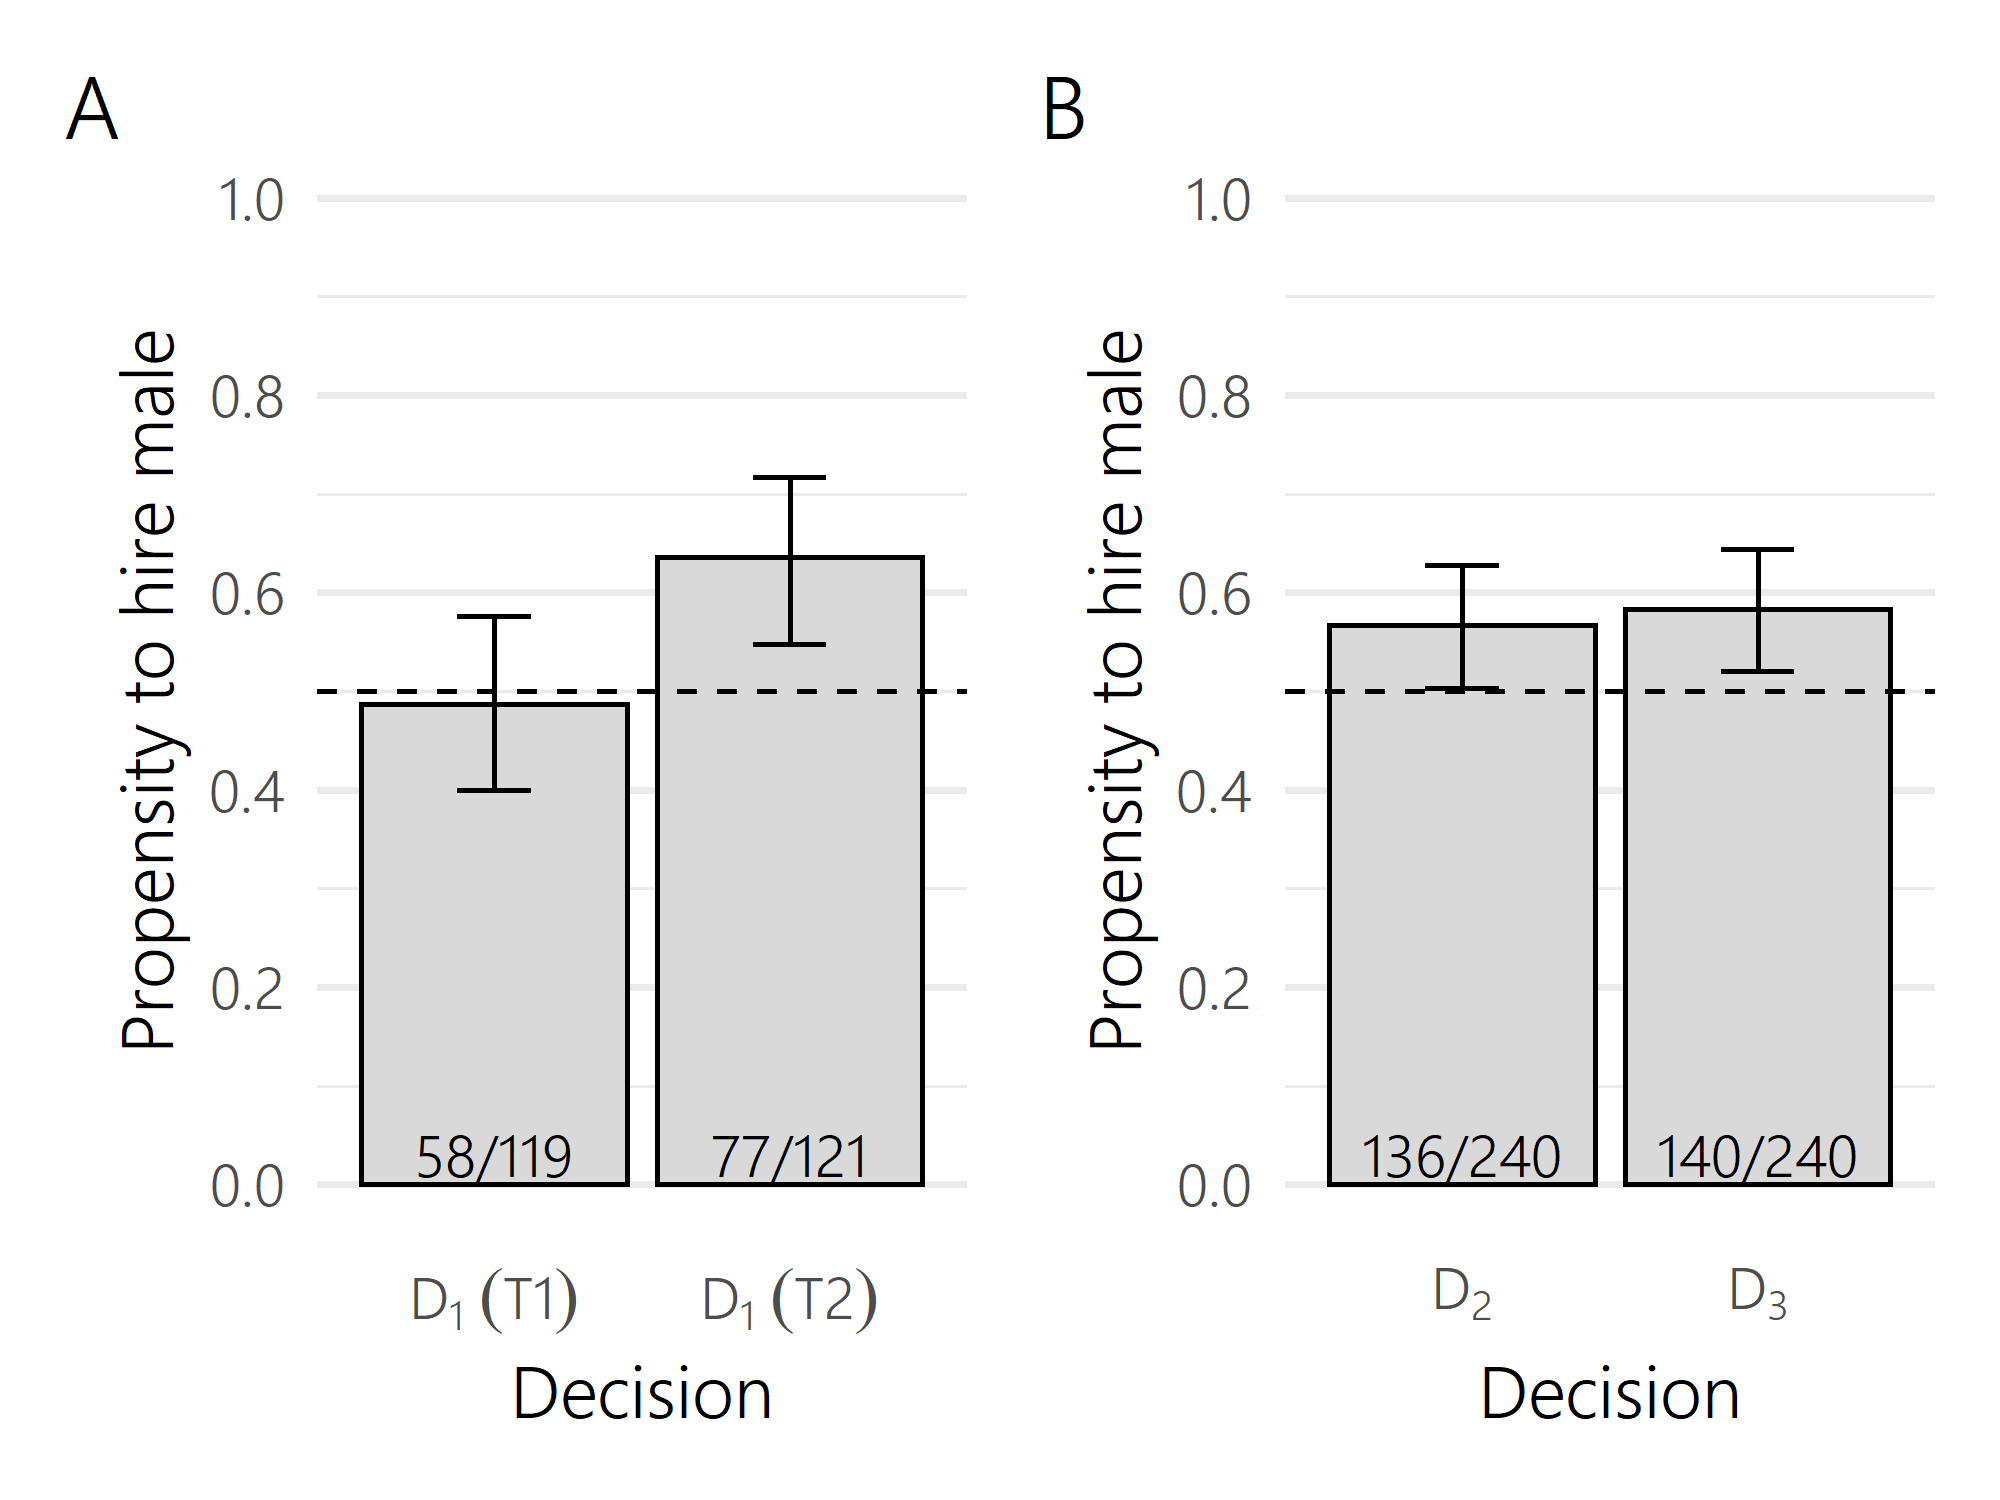 A
Propensity to hire male
1.0
0.8
0.6
0.4
0.2
0.0
58/119
77/121
D₁ (T1)
D₁ (T2)
Decision
B
Propensity to hire male
1.0
0.8
0.6
0.4
0.2
0.0
136/240
140/240
D₂
D₃
Decision